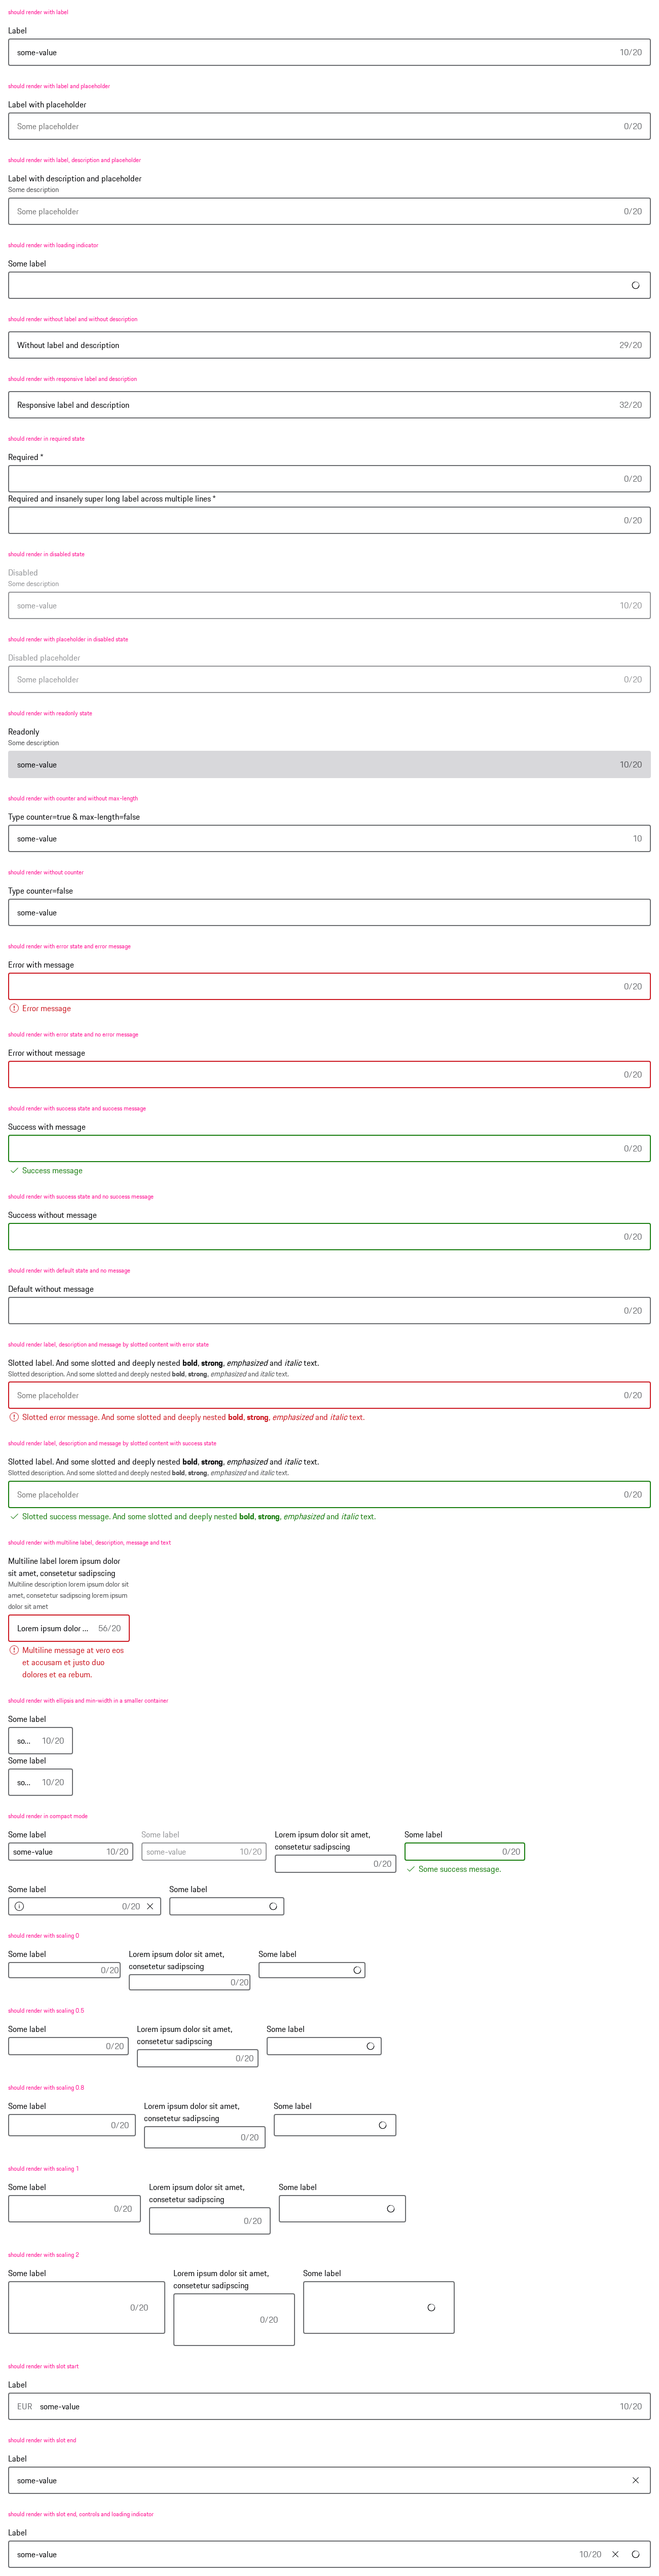 should render with label
Label
some-value 10/20
should render with label and placeholder
Label with placeholder
Some placeholder 0/20
should render with label, description and placeholder
Label with description and placeholder
Some description
Some placeholder 0/20
should render with loading indicator
Some label
should render without label and without description
Without label and description 29/20
should render with responsive label and description
Responsive label and description 32/20
should render in required state
Required *
0/20
Required and insanely super long label across multiple lines *
0/20
should render in disabled state
Disabled
Some description
some-value 10/20
should render with placeholder in disabled state
Disabled placeholder
Some placeholder 0/20
should render with readonly state
Readonly
Some description
some-value 10/20
should render with counter and without max-length
Type counter=true & max-length=false
some-value 10
should render without counter
Type counter=false
some-value
should render with error state and error message
Error with message
0/20
Error message
should render with error state and no error message
Error without message
0/20
should render with success state and success message
Success with message
0/20
Success message
should render with success state and no success message
Success without message
0/20
should render with default state and no message
Default without message
0/20
should render label, description and message by slotted content with error state
Slotted label. And some slotted and deeply nested bold, strong, emphasized and italic text.
Slotted description. And some slotted and deeply nested bold, strong, emphasized and italic text.
Some placeholder 0/20
Slotted error message. And some slotted and deeply nested bold, strong, emphasized and italic text.
should render label, description and message by slotted content with success state
Slotted label. And some slotted and deeply nested bold, strong, emphasized and italic text.
Slotted description. And some slotted and deeply nested bold, strong, emphasized and italic text.
Some placeholder 0/20
Slotted success message. And some slotted and deeply nested bold, strong, emphasized and italic text.
should render with multiline label, description, message and text
Multiline label lorem ipsum dolor
sit amet, consetetur sadipscing
Multiline description lorem ipsum dolor sit
amet, consetetur sadipscing lorem ipsum
dolor sit amet
Lorem ipsum dolor ... 56/20
Multiline message at vero eos
et accusam et justo duo
dolores et ea rebum.
should render with ellipsis and min-width in a smaller container
Some label
so... 10/20
Some label
so... 10/20
should render in compact mode
Some label
some-value 10/20
Some label
some-value 10/20
Lorem ipsum dolor sit amet,
consetetur sadipscing
0/20
Some label
0/20
Some success message.
Some label
0/20
Some label
should render with scaling 0
Some label
0/20
Lorem ipsum dolor sit amet,
consetetur sadipscing
0/20
Some label
should render with scaling 0.5
Some label
0/20
Lorem ipsum dolor sit amet,
consetetur sadipscing
0/20
Some label
should render with scaling 0.8
Some label
0/20
Lorem ipsum dolor sit amet,
consetetur sadipscing
0/20
Some label
should render with scaling 1
Some label
0/20
Lorem ipsum dolor sit amet,
consetetur sadipscing
0/20
Some label
should render with scaling 2
Some label
0/20
Lorem ipsum dolor sit amet,
consetetur sadipscing
0/20
Some label
should render with slot start
Label
EUR some-value 10/20
should render with slot end
Label
some-value
should render with slot end, controls and loading indicator
Label
some-value 10/20